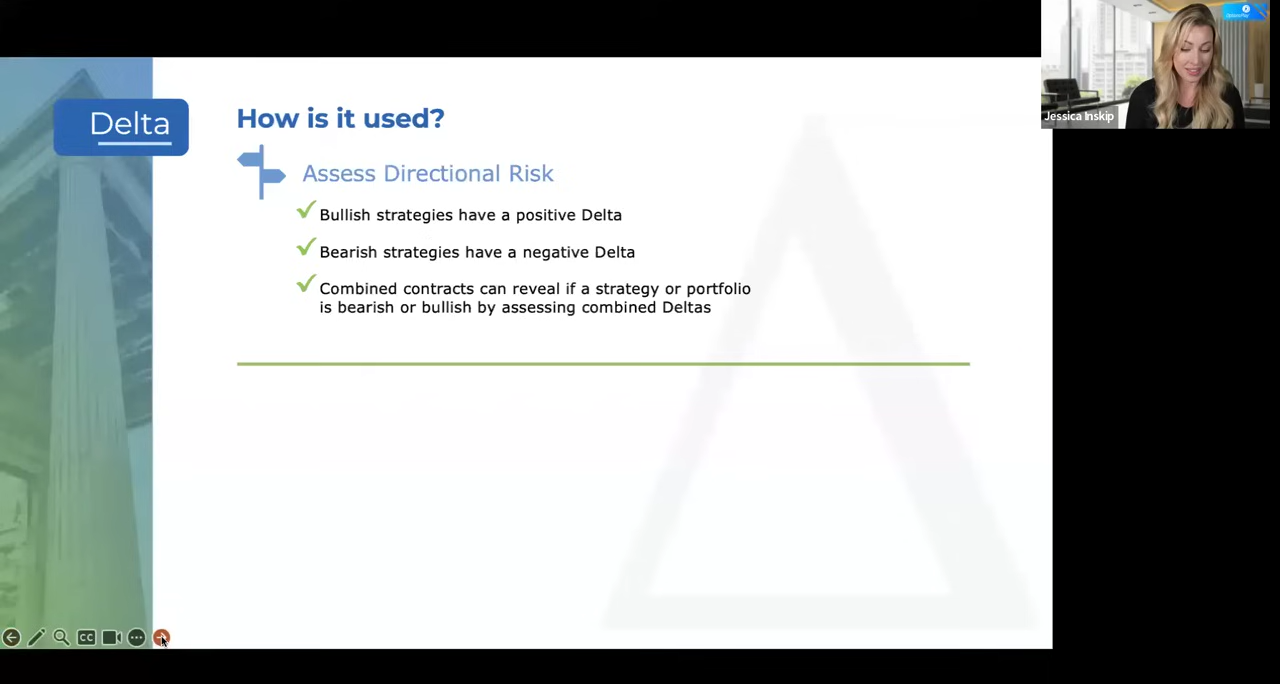 Delta
How is it used?
Assess Directional Risk
Bullish strategies have a positive Delta
Bearish strategies have a negative Delta
Combined contracts can reveal if a strategy or portfolio
is bearish or bullish by assessing combined Deltas
Jessica Inskip
CC